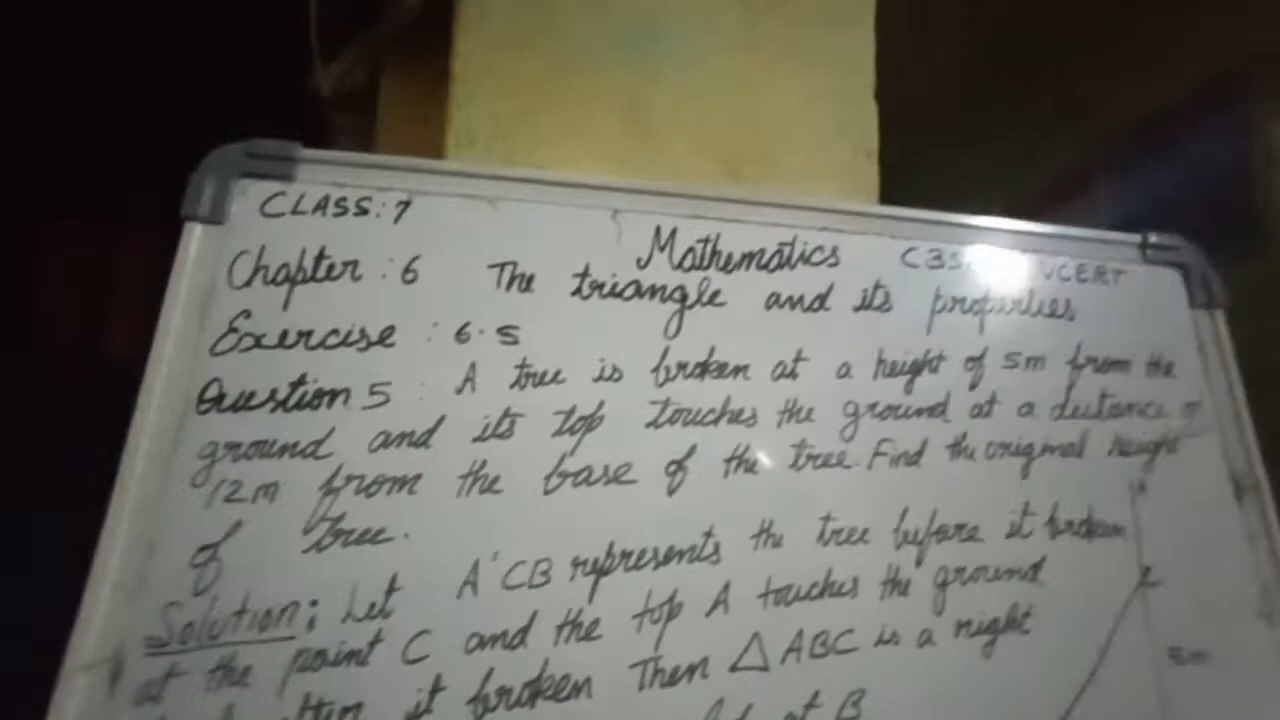 CLASS: 7
Mathematics
Chapter : 6 The triangle and its properties
Exercise : 6.5
Question 5 : A tree is broken at a height of 5m from the
ground and its top touches the ground at a distance of
12m from the base of the tree. Find the original height
of tree.
Solution: Let A'CB represents the tree before it broken
at the point C and the top A touches the ground
it broken Then △ABC is a right
at B
5m